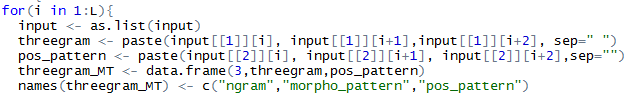 for(i in 1:L){
  input <- as.list(input)
  threegram <- paste(input[[1]][i], input[[1]][i+1],input[[1]][i+2], sep=" ")
  pos_pattern <- paste(input[[2]][i], input[[2]][i+1], input[[2]][i+2],sep="")
  threegram_MT <- data.frame(3,threegram,pos_pattern)
  names(threegram_MT) <- c("ngram","morpho_pattern","pos_pattern")